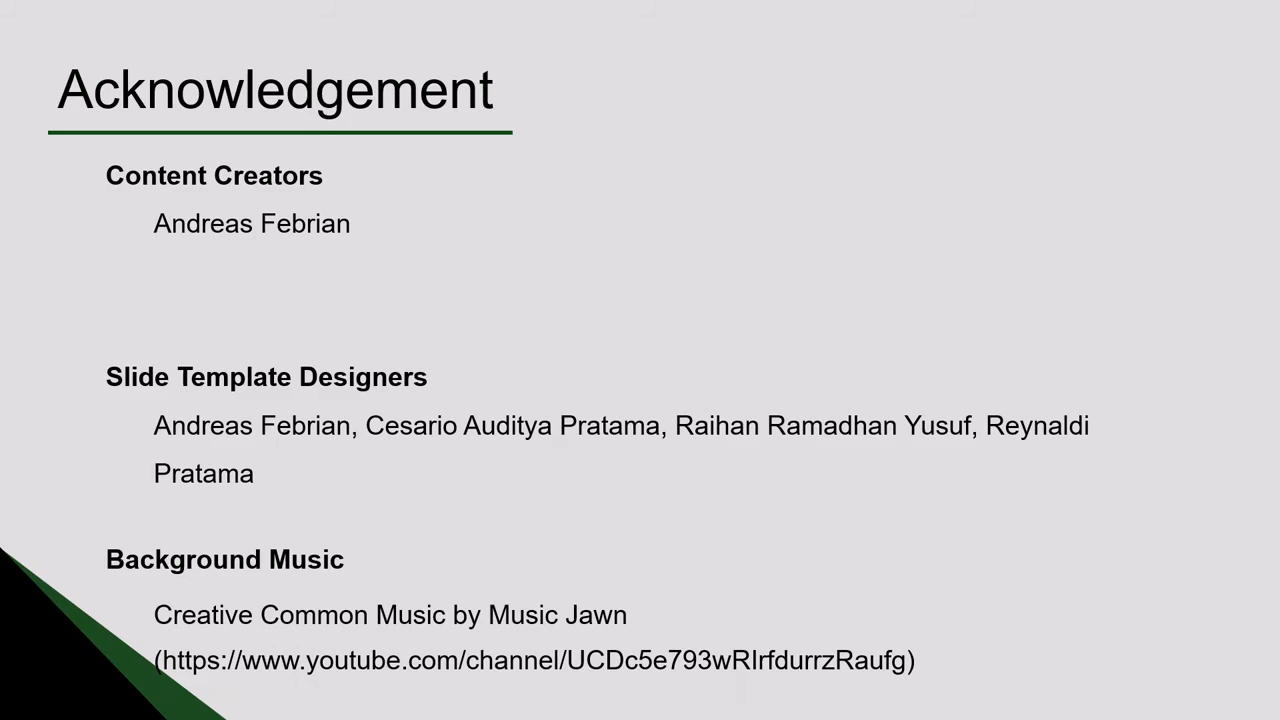 Acknowledgement
Content Creators
Andreas Febrian
Slide Template Designers
Andreas Febrian, Cesario Auditya Pratama, Raihan Ramadhan Yusuf, Reynaldi
Pratama
Background Music
Creative Common Music by Music Jawn
(https://www.youtube.com/channel/UCDc5e793wRIrfdurrzRaufg)